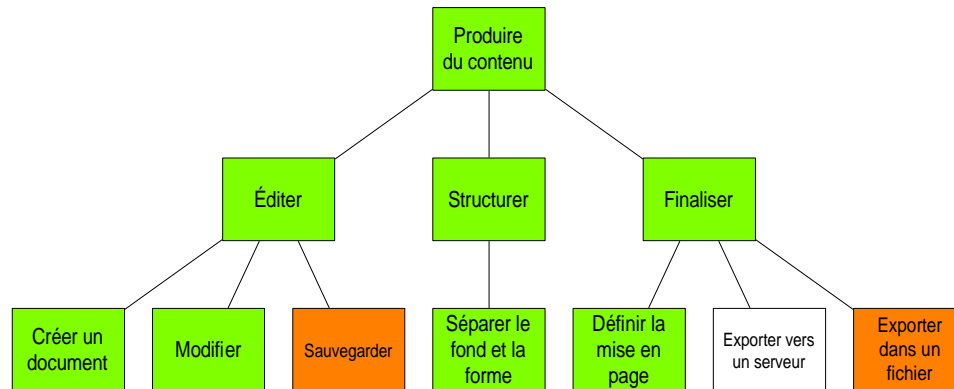 Produire
du contenu
Éditer
Structurer
Finaliser
Créer un
document
Modifier
Sauvegarder
Séparer le
fond et la
forme
Définir la
mise en
page
Exporter vers
un serveur
Exporter
dans un
fichier